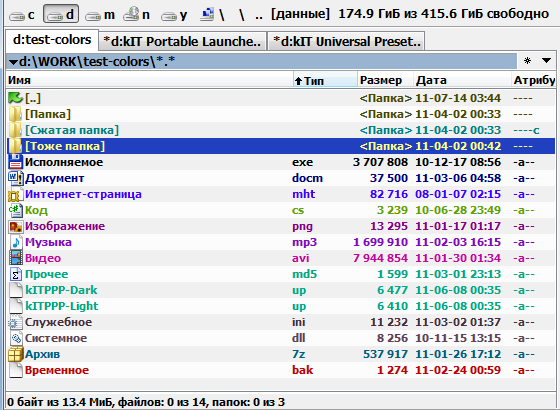 c d m n y \ \ .. [данные] 174.9 ГиБ из 415.6 ГиБ свободно
d:test-colors *d:kIT Portable Launche.. *d:kIT Universal Preset..
▼d:\WORK\test-colors\*.* * ▼
Имя ↑Тип Размер Дата Атрибу
[..] <Папка> 11-07-14 03:44 ----
[Папка] <Папка> 11-04-02 00:33 ----
[Сжатая папка] <Папка> 11-04-02 00:33 ----c
[Тоже папка] <Папка> 11-04-02 00:42 ----
Исполняемое exe 3 707 808 10-12-17 08:56 -a--
Документ docm 37 500 11-03-06 04:58 -a--
Интернет-страница mht 82 716 08-01-07 02:15 -a--
Код cs 3 239 10-06-28 23:49 -a--
Изображение png 13 295 11-01-17 01:17 -a--
Музыка mp3 1 699 910 11-02-03 16:15 -a--
Видео avi 7 944 854 11-01-30 01:34 -a--
Прочее md5 1 599 11-03-01 23:13 -a--
kITPPP-Dark up 6 477 11-06-08 00:35 -a--
kITPPP-Light up 6 410 11-06-08 00:35 -a--
Служебное ini 11 232 11-03-02 01:37 -a--
Системное dll 8 256 10-11-15 13:15 -a--
Архив 7z 537 917 11-01-26 17:12 -a--
Временное bak 1 274 11-02-24 00:59 -a--
0 байт из 13.4 МиБ, файлов: 0 из 14, папок: 0 из 3